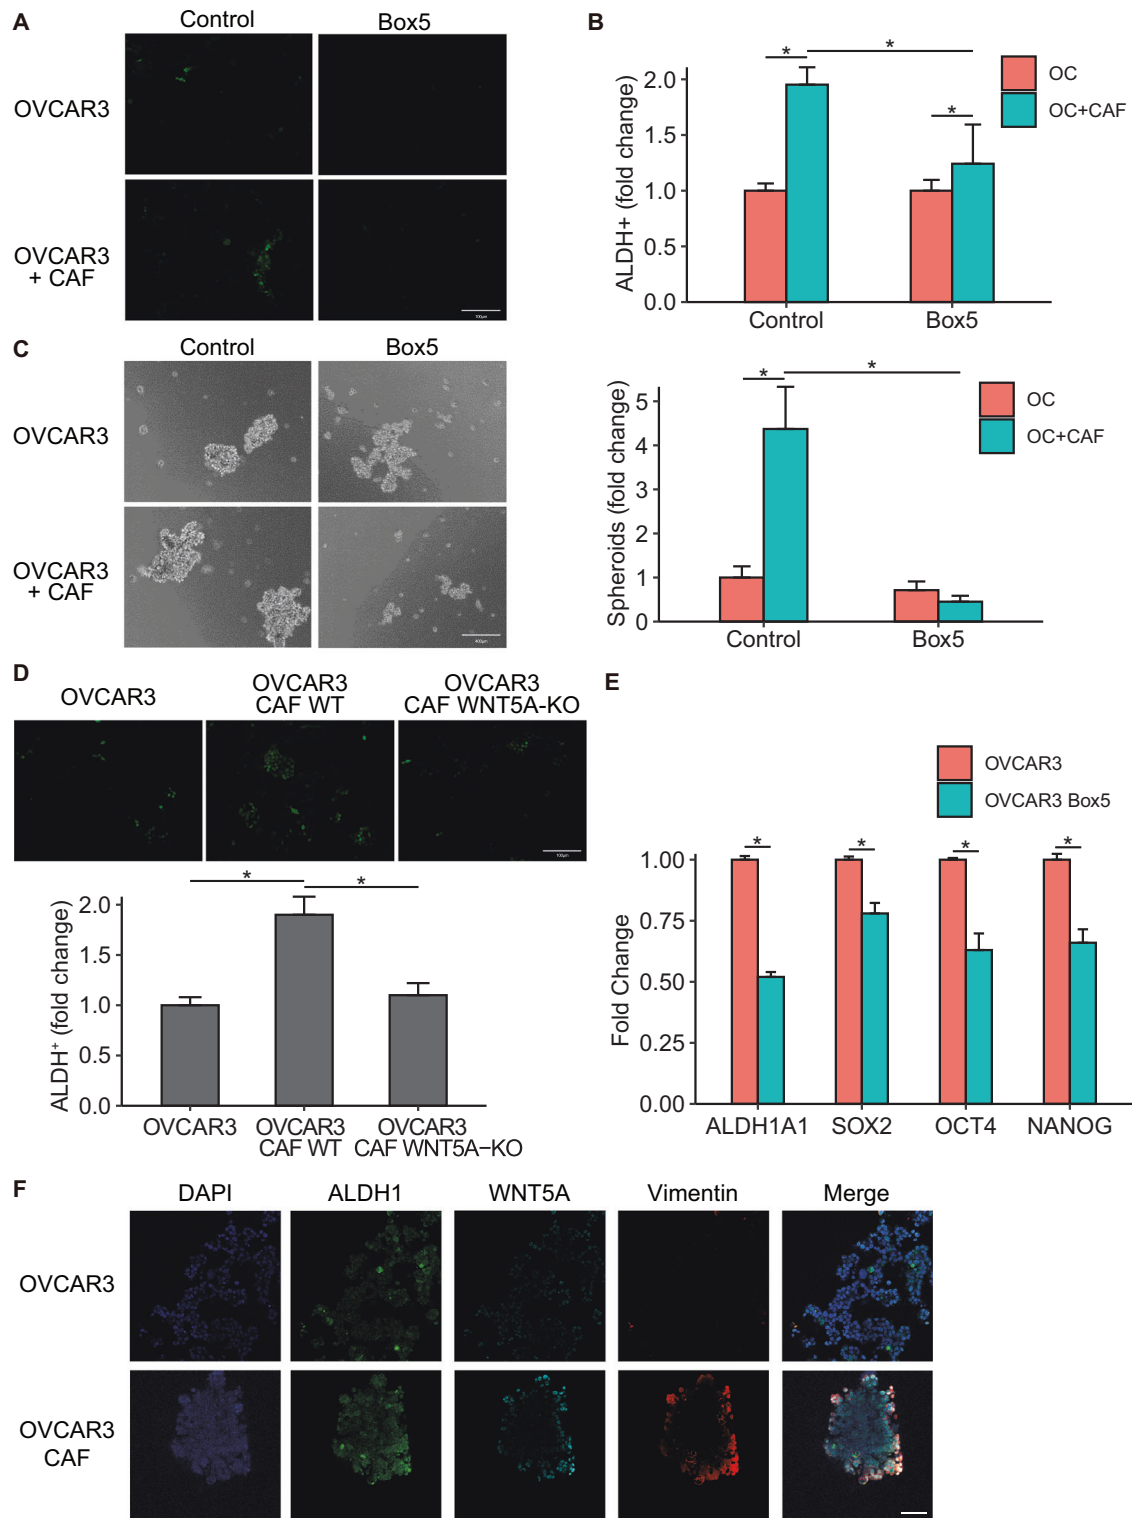 A
Control
Box5
OVCAR3
OVCAR3
+ CAF
100μm
B
ALDH+ (fold change)
2.0
1.5
1.0
0.5
0.0
*
*
*
Control
Box5
OC
OC+CAF
C
Control
Box5
OVCAR3
OVCAR3
+ CAF
400μm
Spheroids (fold change)
5
4
3
2
1
0
*
*
Control
Box5
OC
OC+CAF
D
OVCAR3
OVCAR3
CAF WT
OVCAR3
CAF WNT5A-KO
100μm
ALDH⁺ (fold change)
2.0
1.5
1.0
0.5
0.0
*
*
OVCAR3
OVCAR3
CAF WT
OVCAR3
CAF WNT5A−KO
E
OVCAR3
OVCAR3 Box5
Fold Change
1.00
0.75
0.50
0.25
0.00
*
*
*
*
ALDH1A1
SOX2
OCT4
NANOG
F
DAPI
ALDH1
WNT5A
Vimentin
Merge
OVCAR3
OVCAR3
CAF